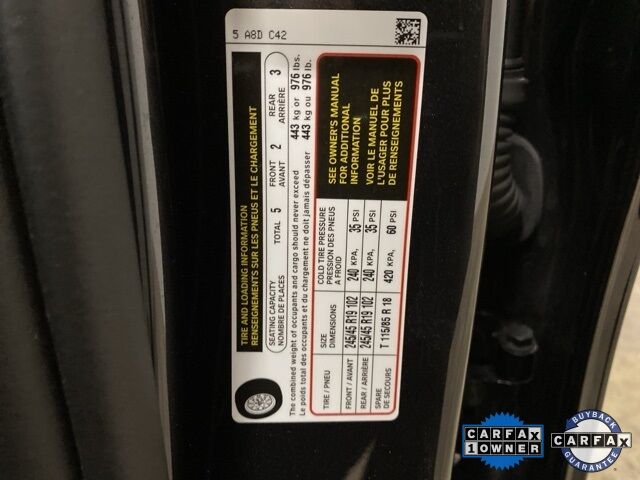 5 A8D C42
TIRE AND LOADING INFORMATION
RENSEIGNEMENTS SUR LES PNEUS ET LE CHARGEMENT
SEATING CAPACITY
NOMBRE DE PLACES
TOTAL 5
FRONT
AVANT
2
REAR
ARRIÈRE
3
The combined weight of occupants and cargo should never exceed 443 kg or 976 lbs.
Le poids total des occupants et du chargement ne doit jamais dépasser 443 kg ou 976 lb.
TIRE / PNEU
SIZE
DIMENSIONS
COLD TIRE PRESSURE
PRESSION DES PNEUS
A FROID
FRONT / AVANT 245/45 R19 102 240 KPA, 35 PSI
REAR / ARRIÈRE 245/45 R19 102 240 KPA, 35 PSI
SPARE
DE SECOURS
T 115/85 R 18 420 KPA, 60 PSI
SEE OWNER'S MANUAL
FOR ADDITIONAL
INFORMATION
VOIR LE MANUEL DE
L'USAGER POUR PLUS
DE RENSEIGNEMENTS
CARFAX
1 OWNER
BUYBACK
CARFAX
GUARANTEE